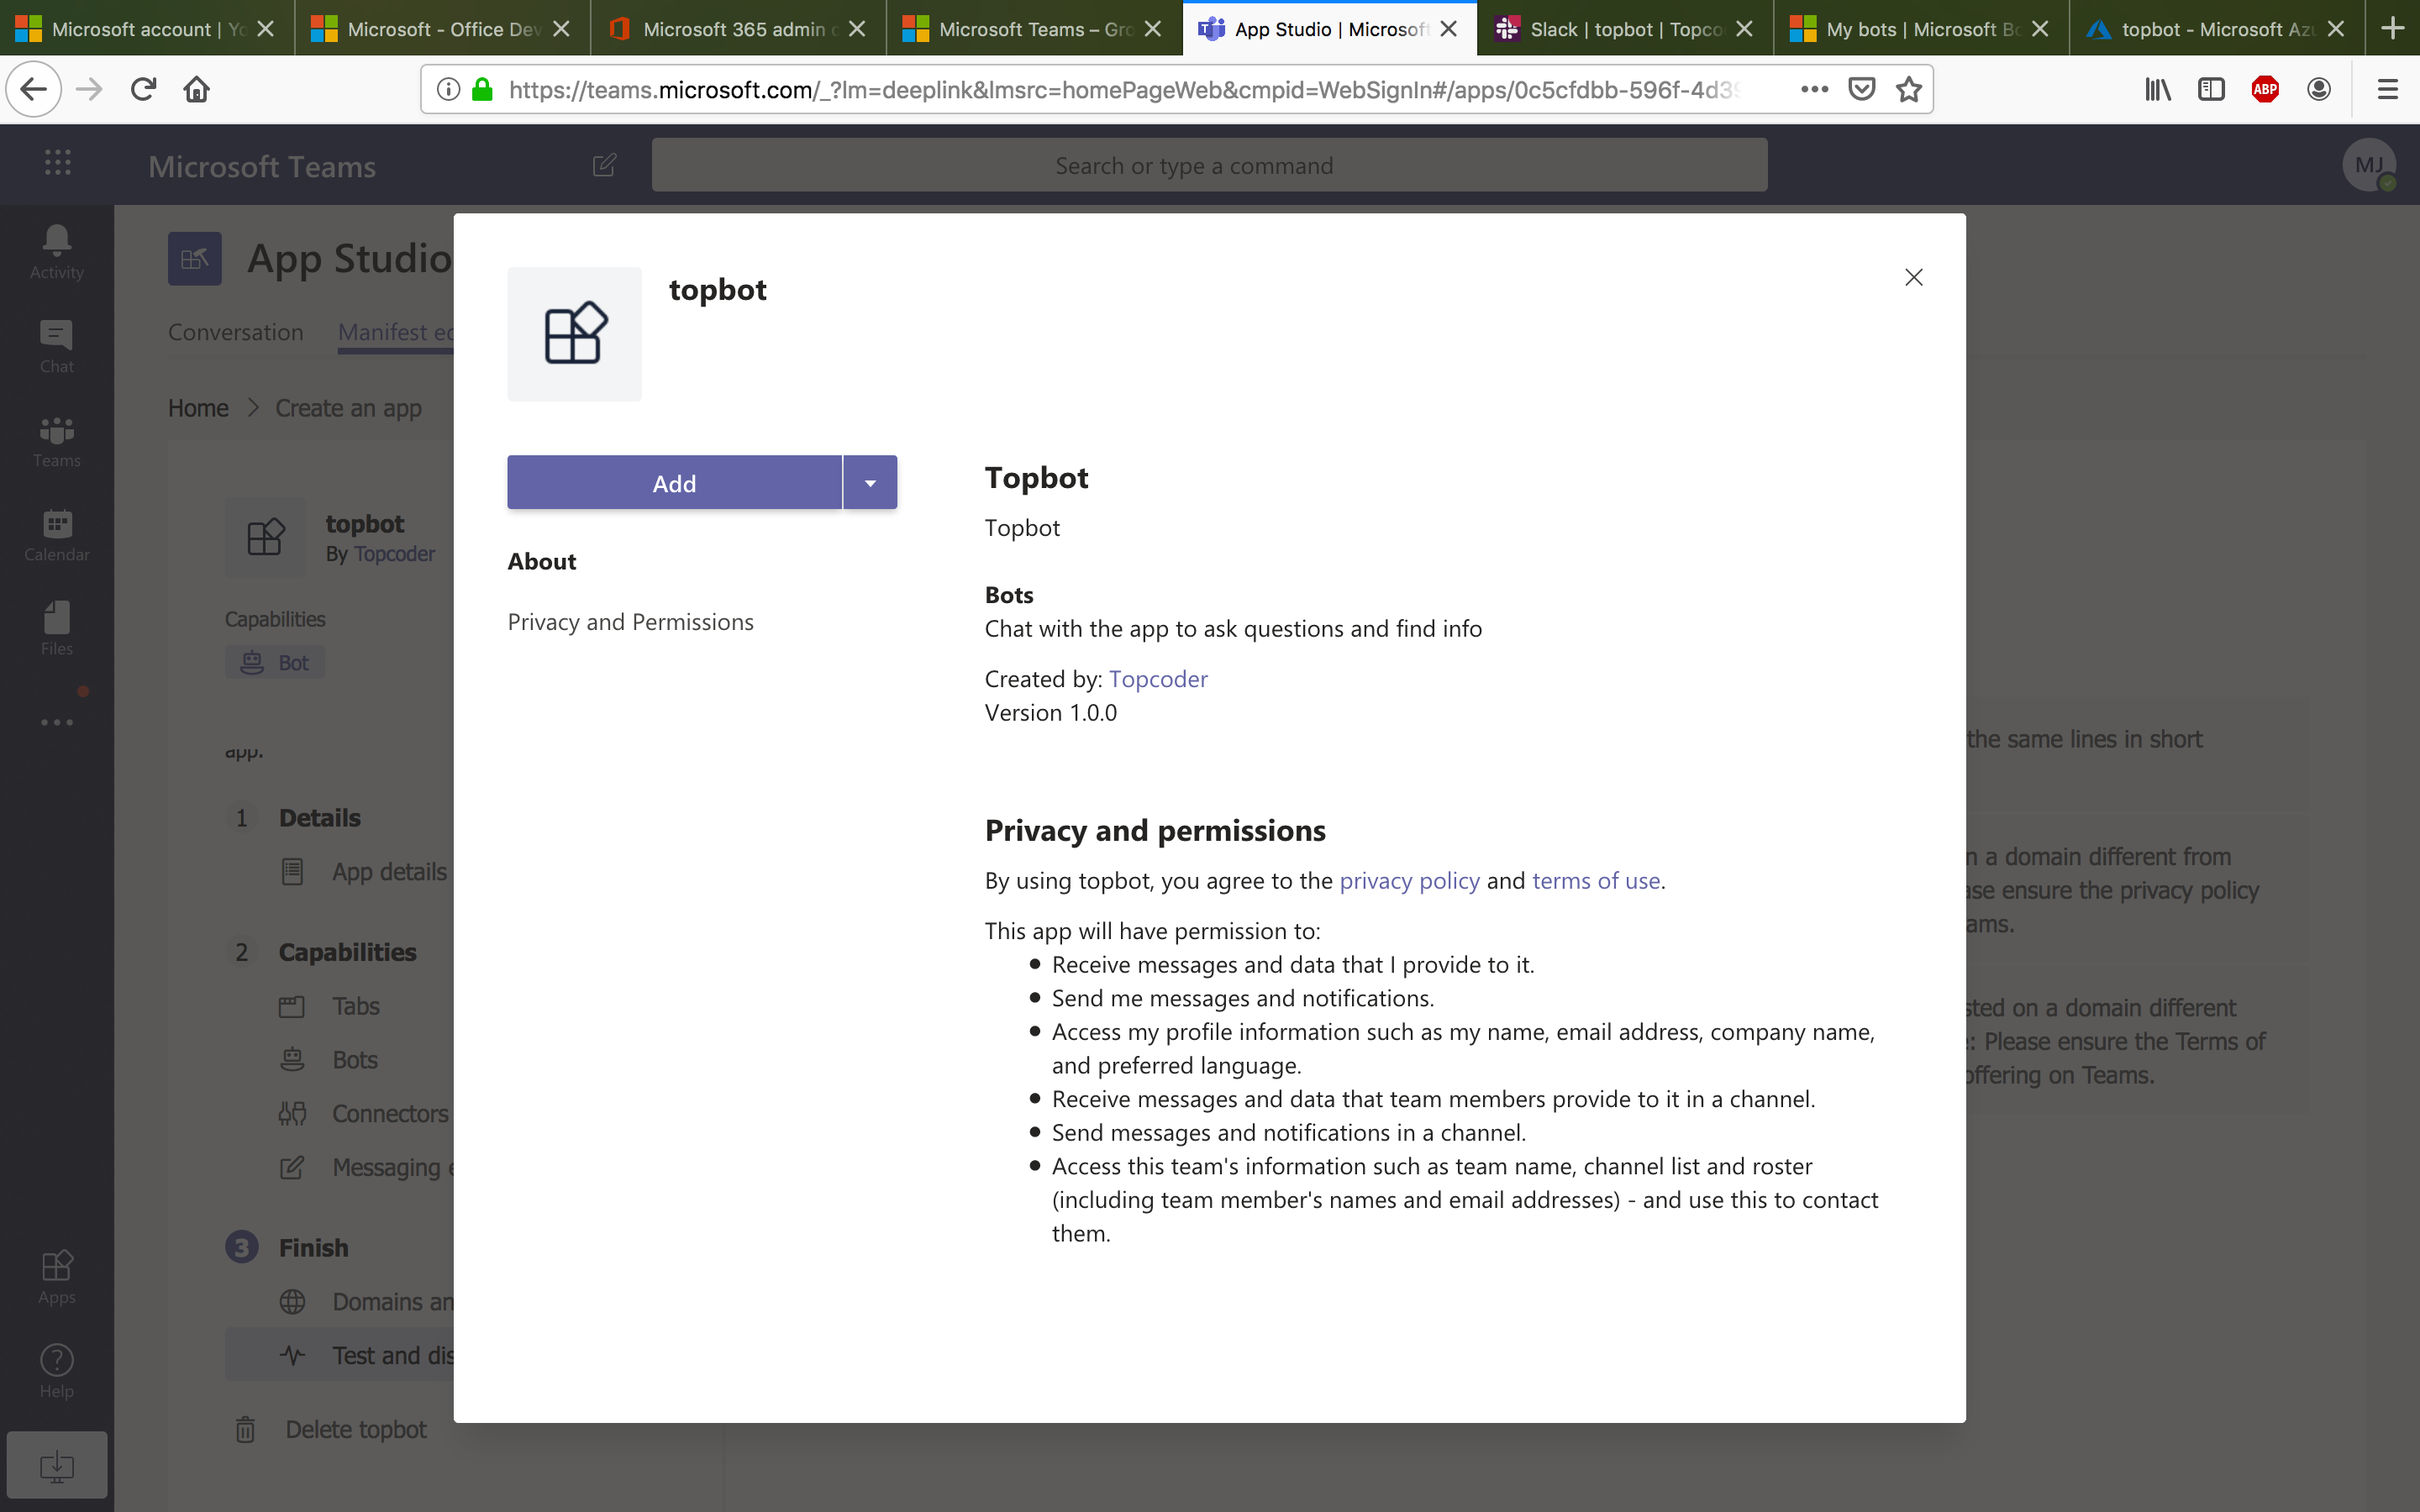 Microsoft account | Yo
Microsoft - Office Dev
Microsoft 365 admin c
Microsoft Teams – Gro
App Studio | Microsoft
Slack | topbot | Topco
My bots | Microsoft Bo
topbot - Microsoft Azu
https://teams.microsoft.com/_?lm=deeplink&lmsrc=homePageWeb&cmpid=WebSignIn#/apps/0c5cfdbb-596f-4d39
ABP
Microsoft Teams
Search or type a command
MJ
Activity
Chat
Teams
Calendar
Files
Apps
Help
App Studio
Conversation
Manifest ed
Home > Create an app
topbot
By Topcoder
Capabilities
Bot
app.
1 Details
App details
2 Capabilities
Tabs
Bots
Connectors
Messaging e
3 Finish
Domains an
Test and dis
Delete topbot
topbot
Add
About
Privacy and Permissions
Topbot
Topbot
Bots
Chat with the app to ask questions and find info
Created by: Topcoder
Version 1.0.0
Privacy and permissions
By using topbot, you agree to the privacy policy and terms of use.
This app will have permission to:
• Receive messages and data that I provide to it.
• Send me messages and notifications.
• Access my profile information such as my name, email address, company name,
and preferred language.
• Receive messages and data that team members provide to it in a channel.
• Send messages and notifications in a channel.
• Access this team's information such as team name, channel list and roster
(including team member's names and email addresses) - and use this to contact
them.
the same lines in short
n a domain different from
ase ensure the privacy policy
ams.
sted on a domain different
e: Please ensure the Terms of
offering on Teams.